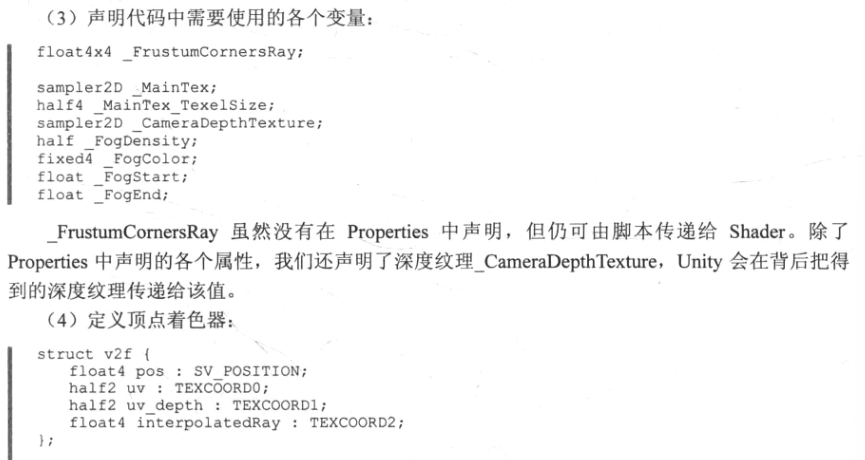 （3）声明代码中需要使用的各个变量：
float4x4 _FrustumCornersRay;
sampler2D _MainTex;
half4 _MainTex_TexelSize;
sampler2D _CameraDepthTexture;
half _FogDensity;
fixed4 _FogColor;
float _FogStart;
float _FogEnd;
_FrustumCornersRay 虽然没有在 Properties 中声明，但仍可由脚本传递给 Shader。除了
Properties 中声明的各个属性，我们还声明了深度纹理_CameraDepthTexture，Unity 会在背后把得
到的深度纹理传递给该值。
（4）定义顶点着色器：
struct v2f {
float4 pos : SV_POSITION;
half2 uv : TEXCOORD0;
half2 uv_depth : TEXCOORD1;
float4 interpolatedRay : TEXCOORD2;
};